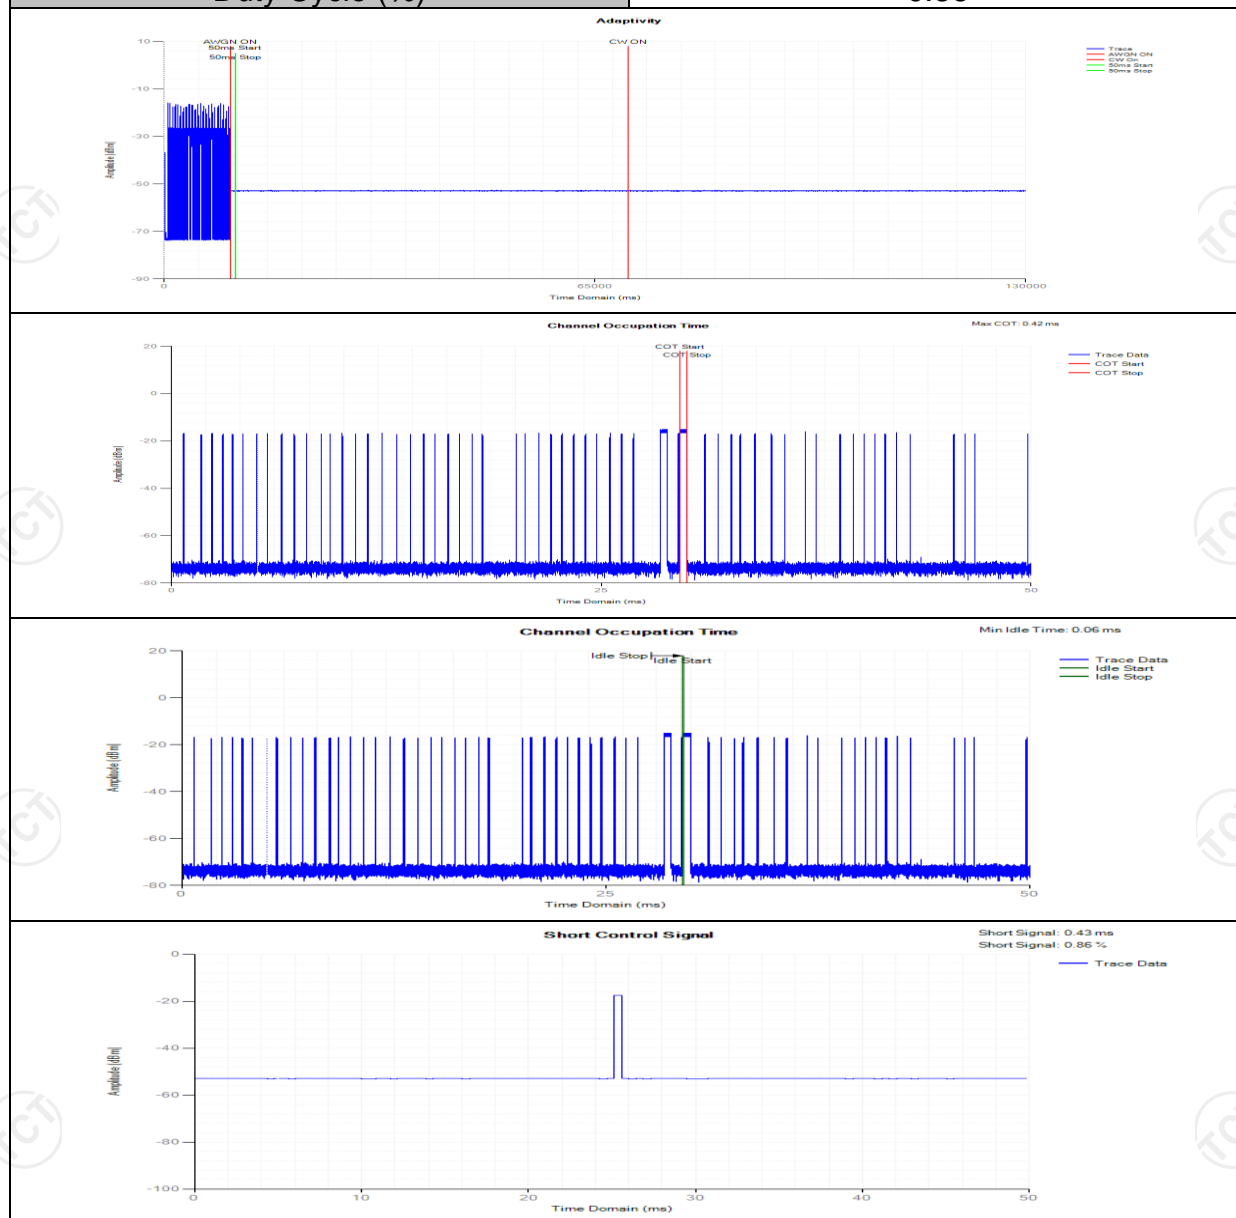 Duty Cycle (%)
Adaptivity
AWGN ON
50ms Start
50ms Stop
CW ON
Trace
AWGN ON
CW On
50ms Start
50ms Stop
10
-10
-30
-50
-70
-90
Amplitude [dBm]
0
65000
130000
Time Domain (ms)
Channel Occupation Time
Max COT: 0.42 ms
COT Start
COT Stop
Trace Data
COT Start
COT Stop
20
0
-20
-40
-60
-80
Amplitude [dBm]
0
25
50
Time Domain (ms)
Channel Occupation Time
Min Idle Time: 0.06 ms
Idle Stop
Idle Start
Trace Data
Idle Start
Idle Stop
20
0
-20
-40
-60
-80
Amplitude [dBm]
0
25
50
Time Domain (ms)
Short Control Signal
Short Signal: 0.43 ms
Short Signal: 0.86 %
Trace Data
0
-20
-40
-60
-80
-100
Amplitude [dBm]
0
10
20
30
40
50
Time Domain (ms)
TCT
TCT
TCT
TCT